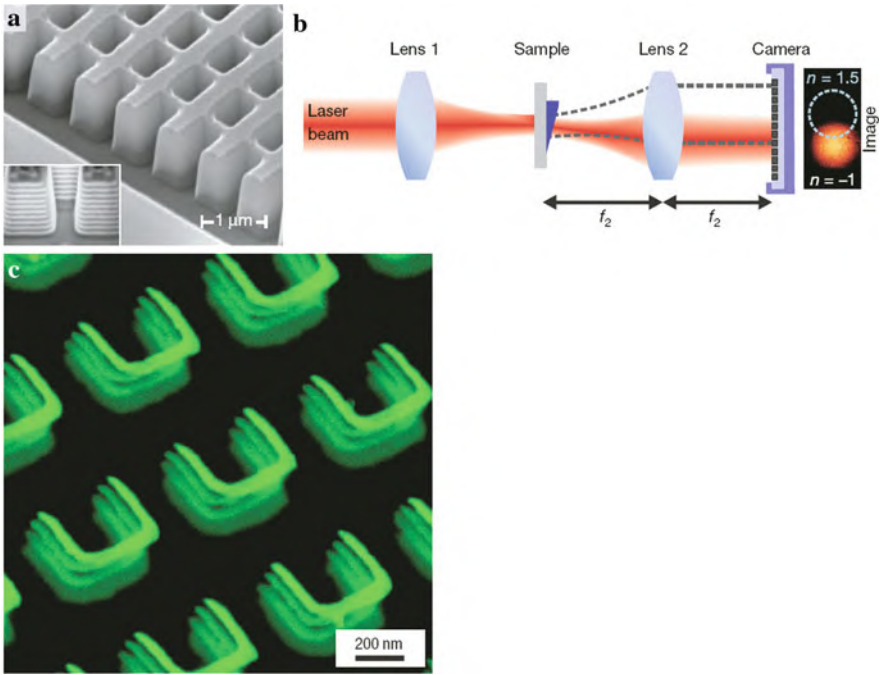 a
1 µm
b
Lens 1
Sample
Lens 2
Camera
Laser
beam
n = 1.5
n = –1
Image
f2
f2
c
200 nm